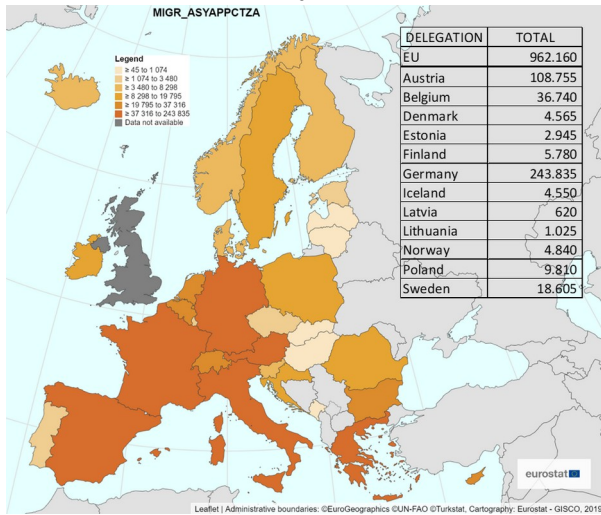 MIGR_ASYAPPCTZA
Legend
≥ 45 to 1 074
≥ 1 074 to 3 480
≥ 3 480 to 8 298
≥ 8 298 to 19 795
≥ 19 795 to 37 316
≥ 37 316 to 243 835
Data not available
DELEGATION TOTAL
EU 962.160
Austria 108.755
Belgium 36.740
Denmark 4.565
Estonia 2.945
Finland 5.780
Germany 243.835
Iceland 4.550
Latvia 620
Lithuania 1.025
Norway 4.840
Poland 9.810
Sweden 18.605
eurostat
Leaflet | Administrative boundaries: ©EuroGeographics ©UN-FAO ©Turkstat, Cartography: Eurostat - GISCO, 2019